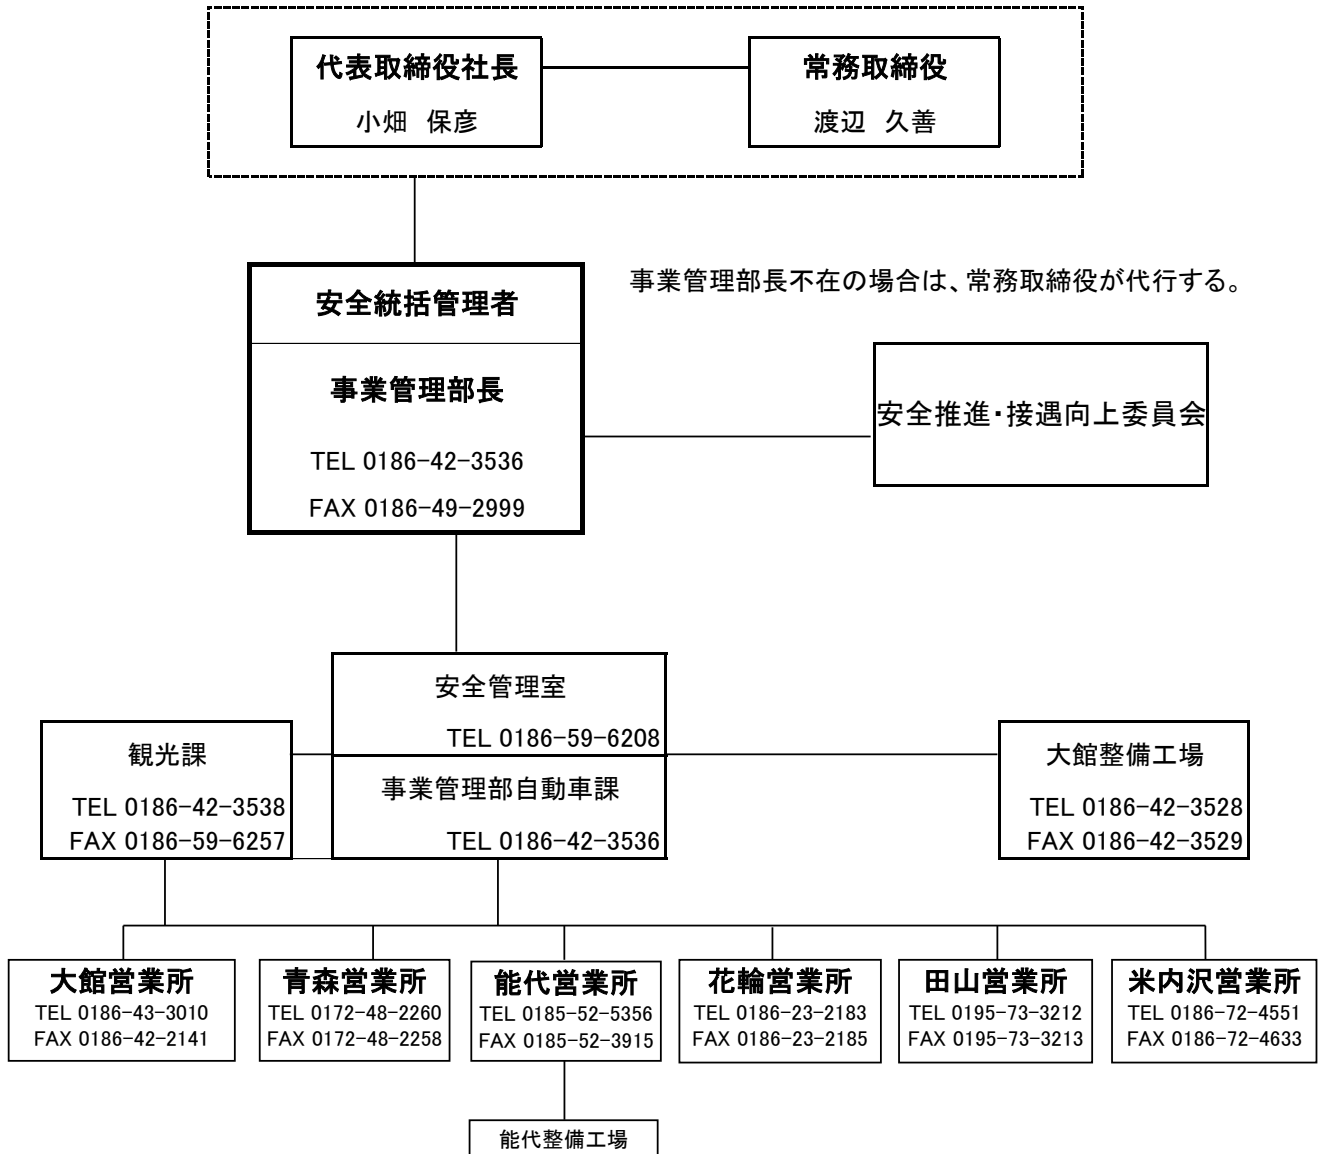 代表取締役社長
小畑　保彦
常務取締役
渡辺　久善
安全統括管理者
事業管理部長不在の場合は、常務取締役が代行する。
事業管理部長
TEL 0186-42-3536
FAX 0186-49-2999
安全推進・接遇向上委員会
安全管理室
TEL 0186-59-6208
観光課
TEL 0186-42-3538
FAX 0186-59-6257
事業管理部自動車課
TEL 0186-42-3536
大館整備工場
TEL 0186-42-3528
FAX 0186-42-3529
大館営業所
TEL 0186-43-3010
FAX 0186-42-2141
青森営業所
TEL 0172-48-2260
FAX 0172-48-2258
能代営業所
TEL 0185-52-5356
FAX 0185-52-3915
花輪営業所
TEL 0186-23-2183
FAX 0186-23-2185
田山営業所
TEL 0195-73-3212
FAX 0195-73-3213
米内沢営業所
TEL 0186-72-4551
FAX 0186-72-4633
能代整備工場